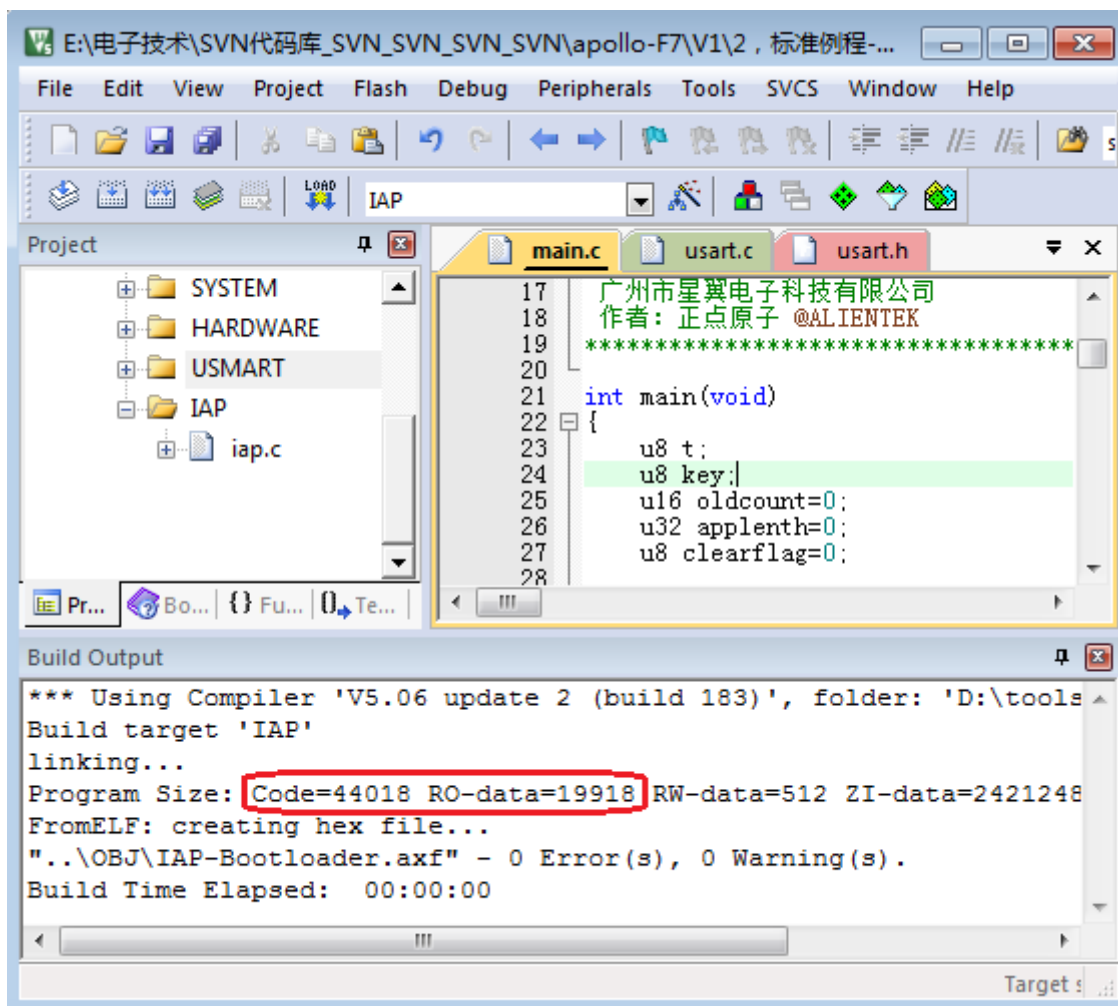 E:\电子技术\SVN代码库_SVN_SVN_SVN_SVN\apollo-F7\V1\2，标准例程-...
File Edit View Project Flash Debug Peripherals Tools SVCS Window Help
LOAD IAP
Project
SYSTEM
HARDWARE
USMART
IAP
iap.c
Pr... Bo... {} Fu... Te...
main.c usart.c usart.h
17 广州市星翼电子科技有限公司
18 作者：正点原子 @ALIENTEK
19 ***********************************
20
21 int main(void)
22 {
23 u8 t;
24 u8 key;
25 u16 oldcount=0;
26 u32 applenth=0;
27 u8 clearflag=0;
28
Build Output
*** Using Compiler 'V5.06 update 2 (build 183)', folder: 'D:\tools
Build target 'IAP'
linking...
Program Size: Code=44018 RO-data=19918 RW-data=512 ZI-data=2421248
FromELF: creating hex file...
"..\OBJ\IAP-Bootloader.axf" - 0 Error(s), 0 Warning(s).
Build Time Elapsed: 00:00:00
Target